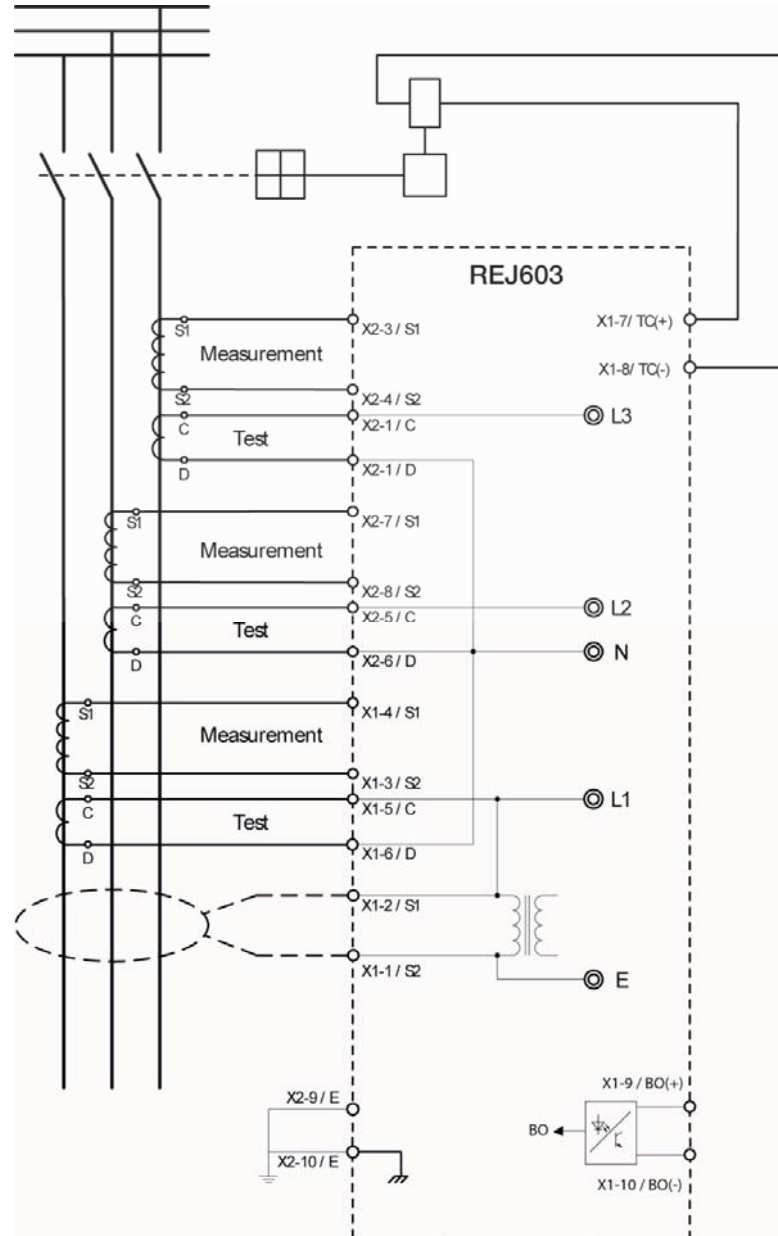 REJ603
X1-7/ TC(+)
S1
X2-3 / S1
Measurement
X1-8/ TC(-)
S2
X2-4 / S2
C
X2-1 / C
L3
Test
D
X2-1 / D
S1
X2-7 / S1
Measurement
S2
X2-8 / S2
C
X2-5 / C
L2
Test
D
X2-6 / D
N
S1
X1-4 / S1
Measurement
S2
X1-3 / S2
C
X1-5 / C
L1
Test
D
X1-6 / D
X1-2 / S1
X1-1 / S2
E
X1-9 / BO(+)
X2-9 / E
BO
X2-10 / E
X1-10 / BO(-)